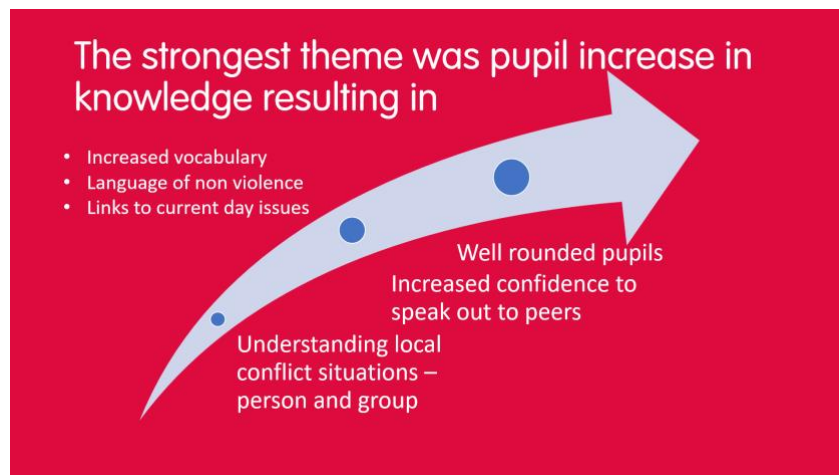 The strongest theme was pupil increase in
knowledge resulting in
• Increased vocabulary
• Language of non violence
• Links to current day issues
Well rounded pupils
Increased confidence to
speak out to peers
Understanding local
conflict situations –
person and group